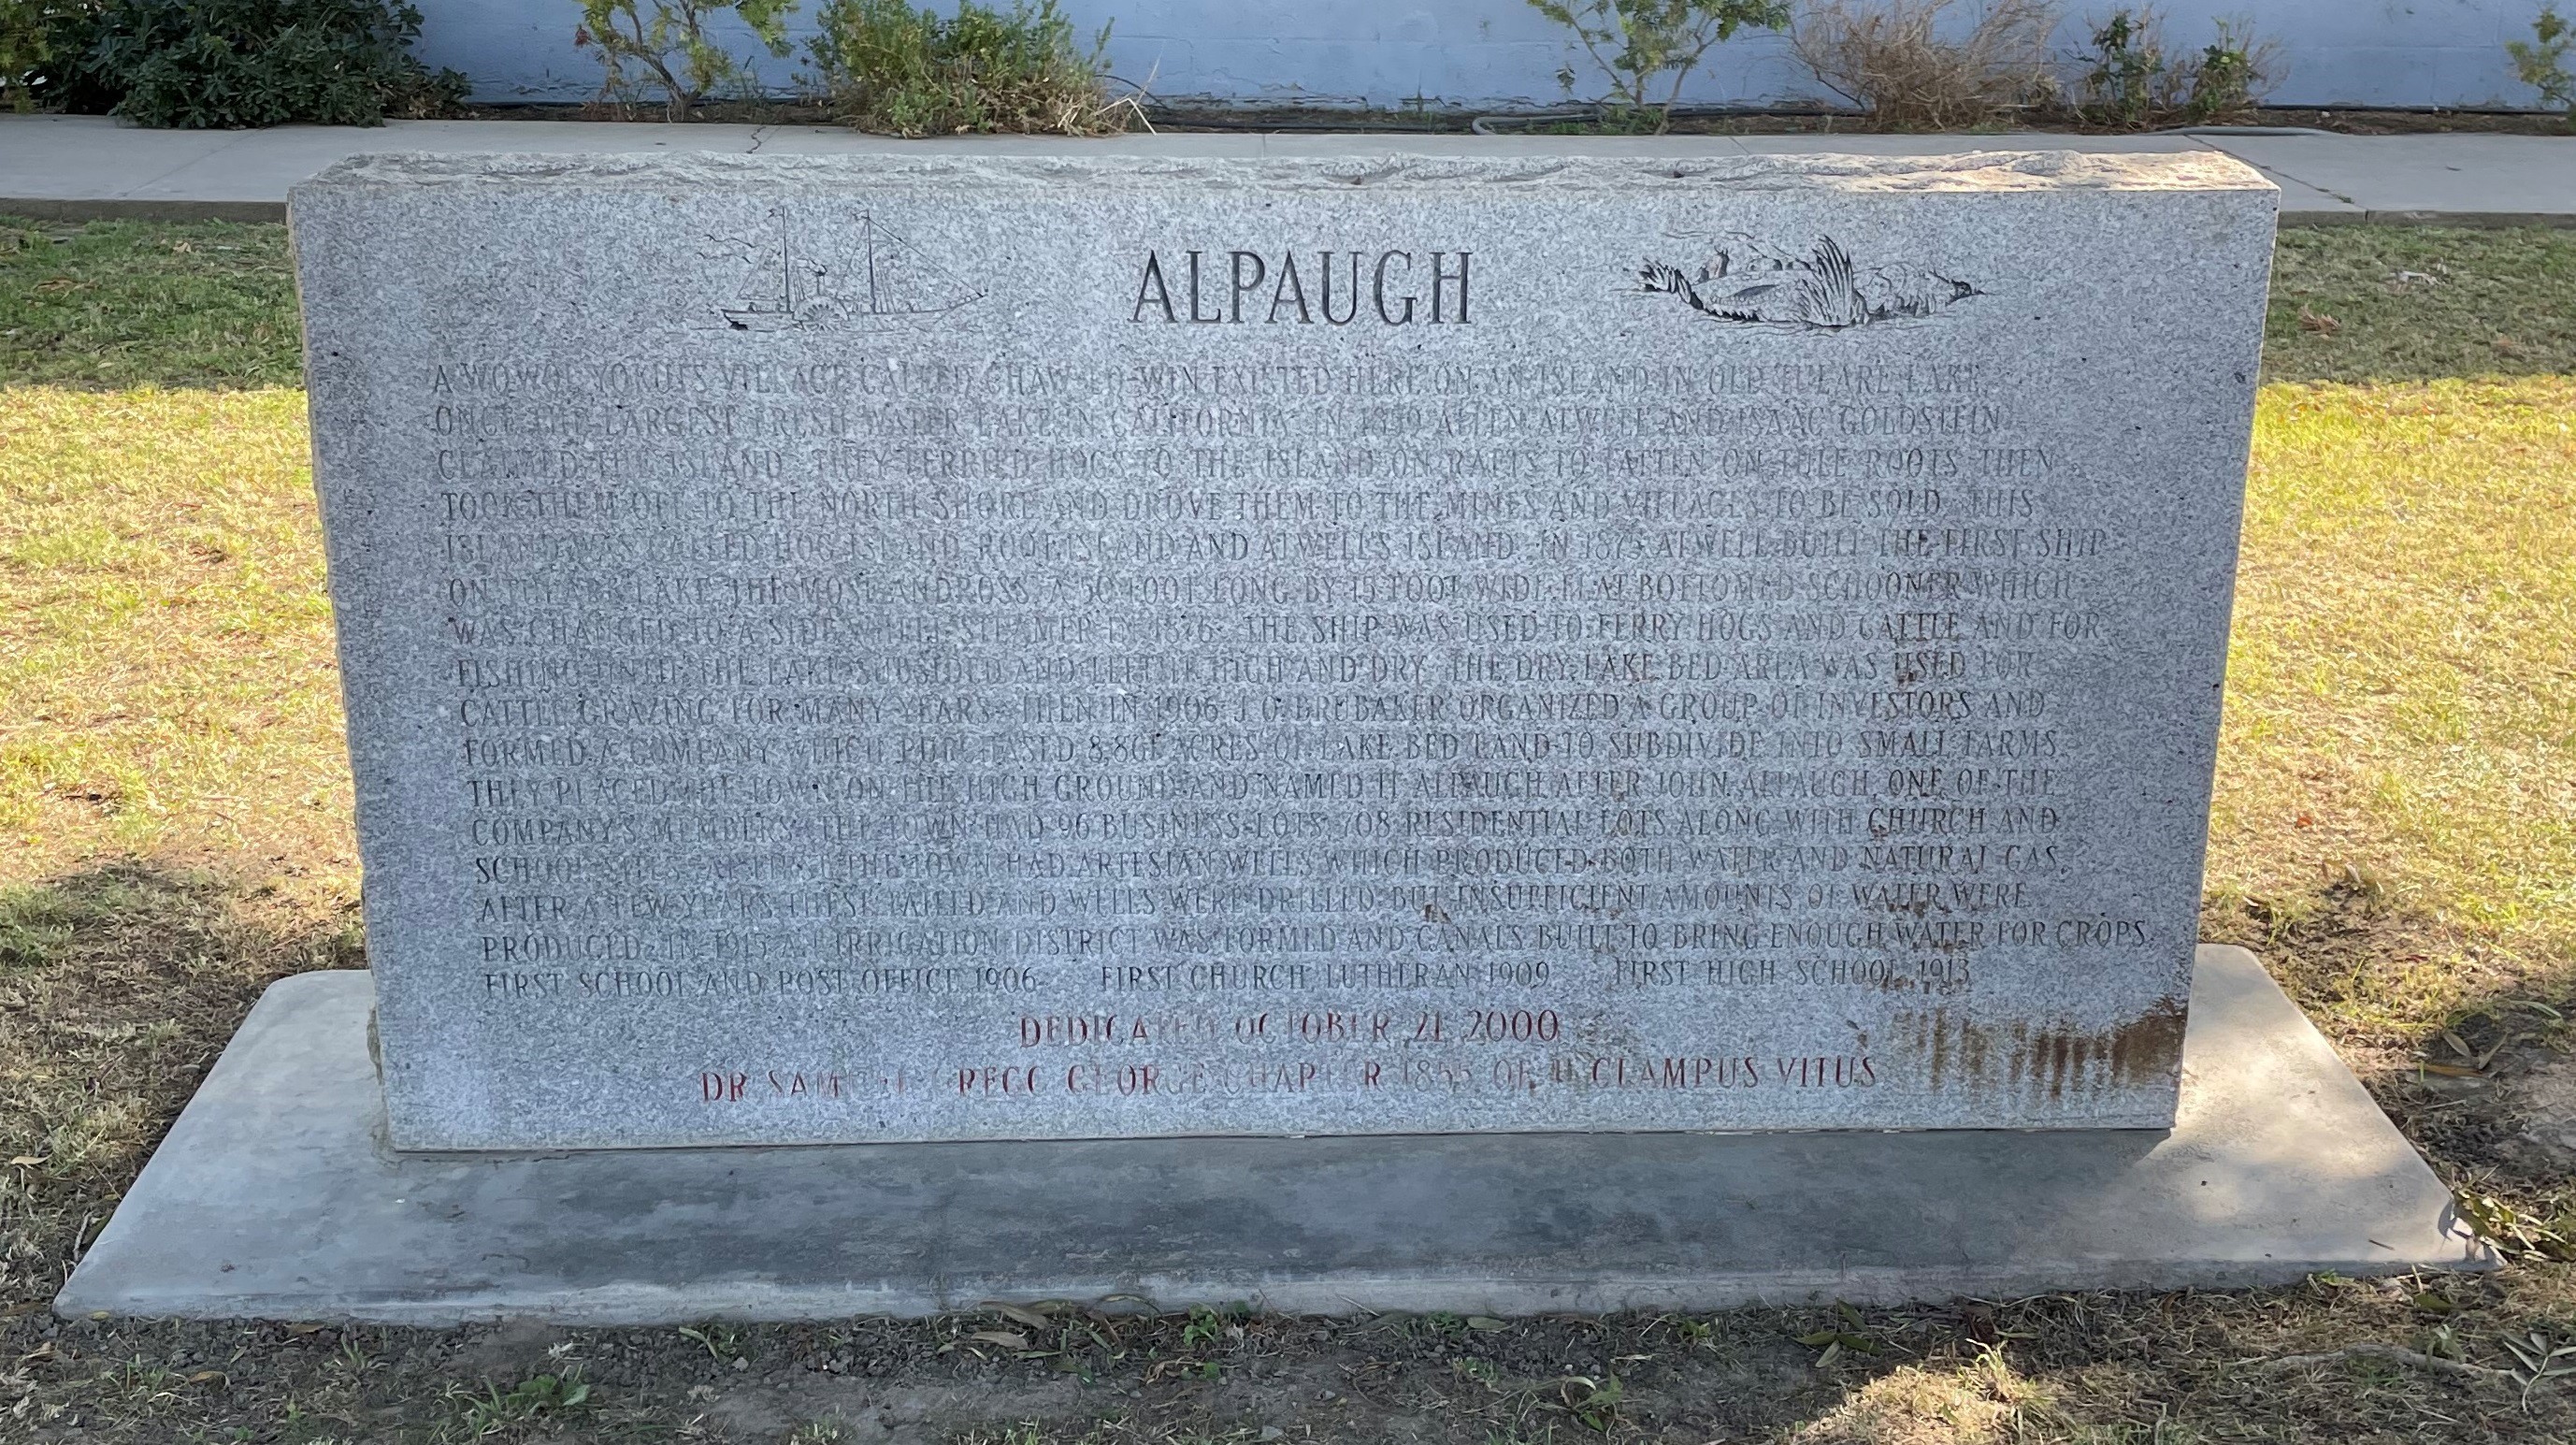 ALPAUGH
A WOWOL YOKUTS VILLAGE CALLED CHAW-LO-WIN EXISTED HERE ON AN ISLAND IN OLD TULARE LAKE,
ONCE THE LARGEST FRESH WATER LAKE IN CALIFORNIA. IN ALLEN ATWELL AND ISAAC GOLDSTEIN
CLAIMED THE ISLAND. THEY FERRIED HOGS TO THE ISLAND ON RAFTS TO FATTEN ON TULE ROOTS THEN
TOOK THEM OFF TO THE NORTH SHORE AND DROVE THEM TO THE MINES AND VILLAGES TO BE SOLD. THIS
ISLAND WAS CALLED HOG ISLAND, ROOT ISLAND AND ATWELL'S ISLAND. IN 1875 ATWELL BUILT THE FIRST SHIP
ON TULARE LAKE THE MOSE ANDROSS, A 50 FOOT LONG BY 15 FOOT WIDE FLAT BOTTOMED SCHOONER WHICH
WAS CHANGED TO A SIDE WHEEL STEAMER IN 1876. THE SHIP WAS USED TO FERRY HOGS AND CATTLE AND FOR
FISHING UNTIL THE LAKE SUBSIDED AND LEFT IT HIGH AND DRY. THE DRY LAKE BED AREA WAS USED FOR
CATTLE GRAZING FOR MANY YEARS. THEN IN 1906 J.O. BRUBAKER ORGANIZED A GROUP OF INVESTORS AND
FORMED A COMPANY WHICH PURCHASED ACRES OF LAKE BED LAND TO SUBDIVIDE INTO SMALL FARMS.
THEY PLACED THE TOWN ON THE HIGH GROUND AND NAMED IT ALPAUGH AFTER JOHN ALPAUGH, ONE OF THE
COMPANY'S MEMBERS. THE TOWN HAD 96 BUSINESS LOTS, 708 RESIDENTIAL LOTS ALONG WITH CHURCH AND
SCHOOL SITES. AT FIRST THE TOWN HAD ARTESIAN WELLS WHICH PRODUCED BOTH WATER AND NATURAL GAS.
AFTER A FEW YEARS THESE FAILED AND WELLS WERE DRILLED BUT INSUFFICIENT AMOUNTS OF WATER WERE
PRODUCED. IN 1915 AN IRRIGATION DISTRICT WAS FORMED AND CANALS BUILT TO BRING ENOUGH WATER FOR CROPS.
FIRST SCHOOL AND POST OFFICE 1906 FIRST CHURCH, LUTHERAN 1909 FIRST HIGH SCHOOL 1913
DEDICATED OCTOBER 21, 2000
DR. SAMUEL GREGG GEORGE CHAPTER 1855 OF E CLAMPUS VITUS